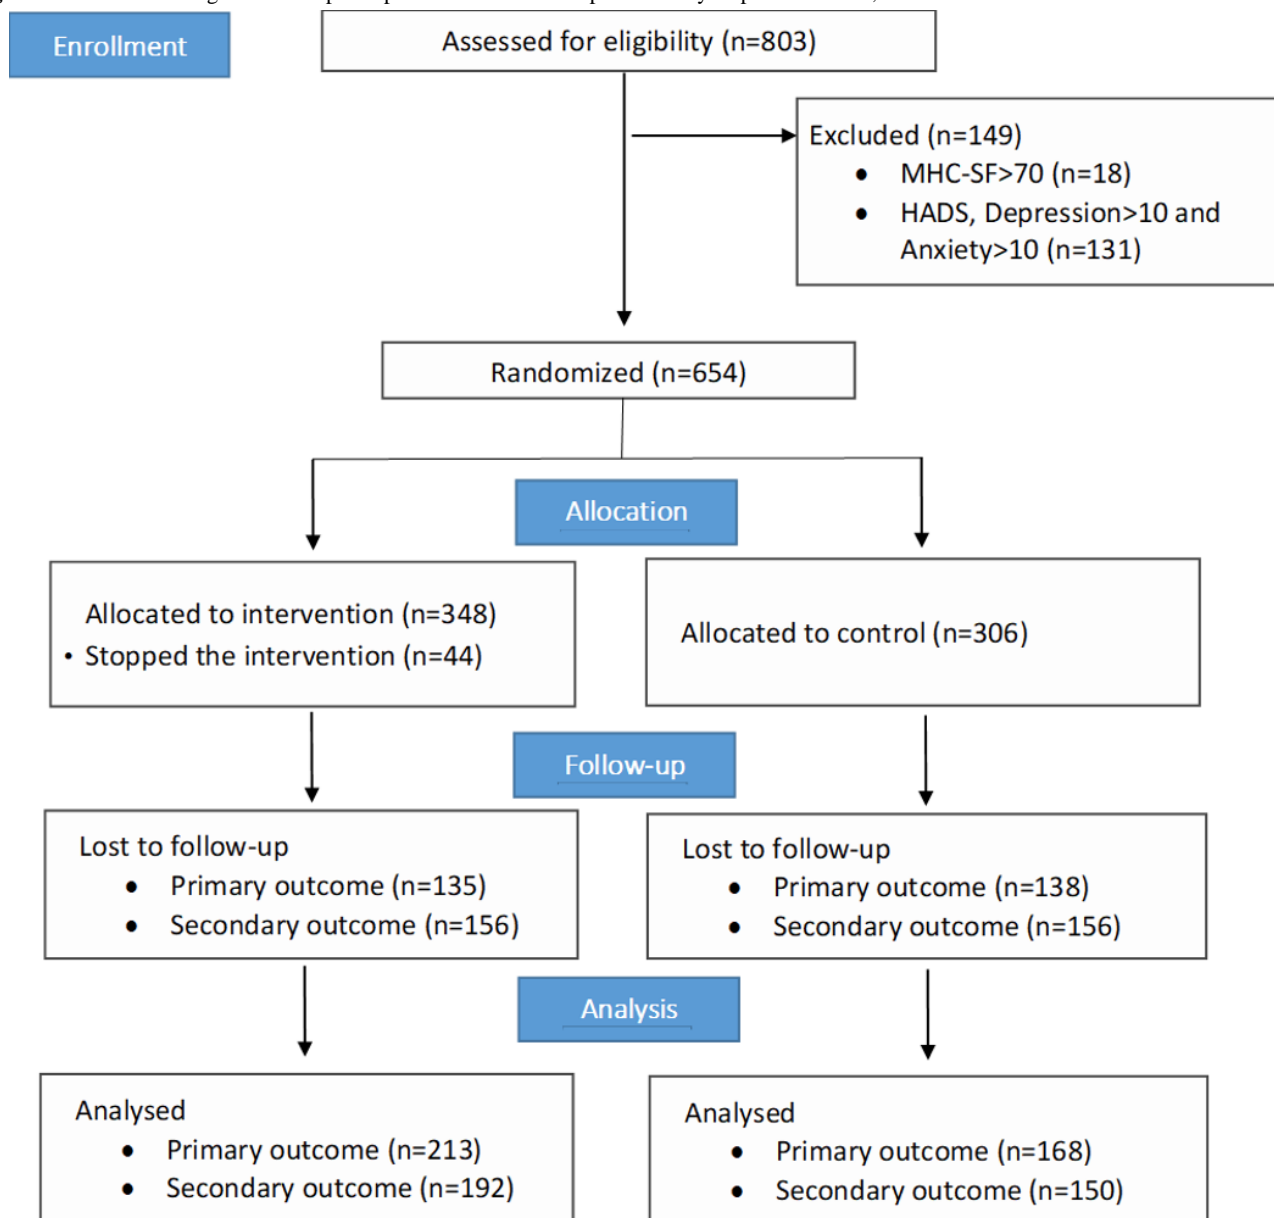 Enrollment
Assessed for eligibility (n=803)
Excluded (n=149)
• MHC-SF>70 (n=18)
• HADS, Depression>10 and
Anxiety>10 (n=131)
Randomized (n=654)
Allocation
Allocated to intervention (n=348)
• Stopped the intervention (n=44)
Allocated to control (n=306)
Follow-up
Lost to follow-up
• Primary outcome (n=135)
• Secondary outcome (n=156)
Lost to follow-up
• Primary outcome (n=138)
• Secondary outcome (n=156)
Analysis
Analysed
• Primary outcome (n=213)
• Secondary outcome (n=192)
Analysed
• Primary outcome (n=168)
• Secondary outcome (n=150)